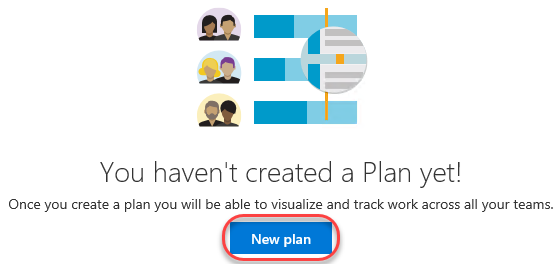 You haven't created a Plan yet!
Once you create a plan you will be able to visualize and track work across all your teams.
New plan